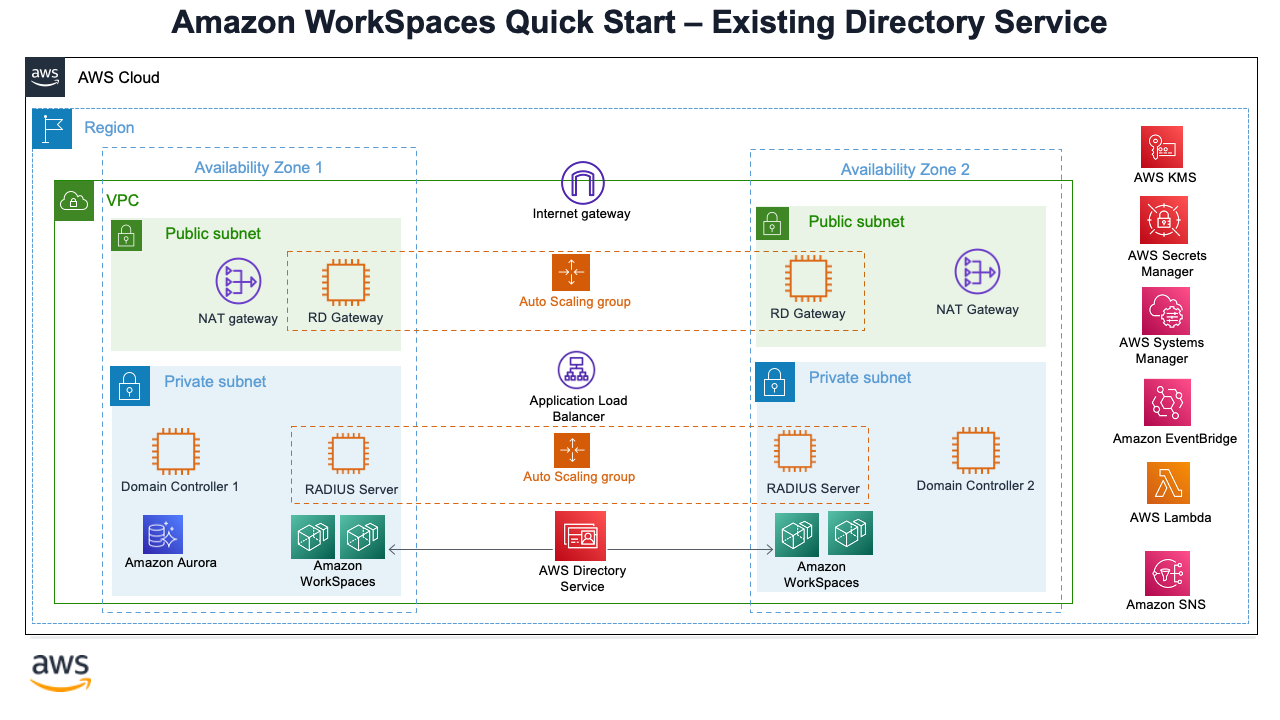 Amazon WorkSpaces Quick Start – Existing Directory Service
aws
AWS Cloud
Region
Availability Zone 1
Availability Zone 2
VPC
Internet gateway
Public subnet
NAT gateway
RD Gateway
Auto Scaling group
Public subnet
RD Gateway
NAT Gateway
Private subnet
Domain Controller 1
RADIUS Server
Amazon Aurora
Amazon
WorkSpaces
Application Load
Balancer
Auto Scaling group
AWS Directory
Service
Private subnet
RADIUS Server
Domain Controller 2
Amazon
WorkSpaces
AWS KMS
AWS Secrets
Manager
AWS Systems
Manager
Amazon EventBridge
AWS Lambda
Amazon SNS
aws